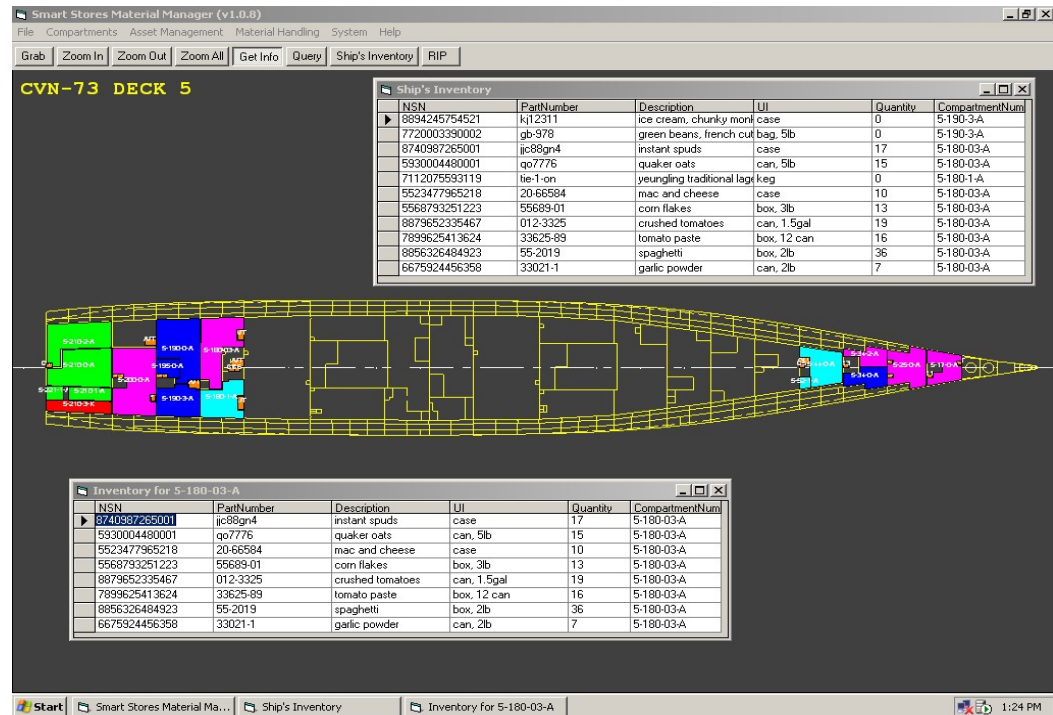 Smart Stores Material Manager (v1.0.8)
File Compartments Asset Management Material Handling System Help
Grab Zoom In Zoom Out Zoom All Get Info Query Ship's Inventory RIP
CVN-73 DECK 5
Ship's Inventory
NSN PartNumber Description UI Quantity CompartmentNum
8894245754521 kj12311 ice cream, chunky monk case 0 5-190-3-A
7720003390002 gb-978 green beans, french cut bag, 5lb 0 5-190-3-A
8740987265001 jjc88gn4 instant spuds case 17 5-180-03-A
5930004480001 qo7776 quaker oats can, 5lb 15 5-180-03-A
7112075593119 tie-1-on yeungling traditional lage keg 0 5-180-1-A
5523477965218 20-66584 mac and cheese case 10 5-180-03-A
5568793251223 55689-01 corn flakes box, 3lb 13 5-180-03-A
8879652335467 012-3325 crushed tomatoes can, 1.5gal 19 5-180-03-A
7899625413624 33625-89 tomato paste box, 12 can 16 5-180-03-A
8856326484923 55-2019 spaghetti box, 2lb 36 5-180-03-A
6675924456358 33021-1 garlic powder can, 2lb 7 5-180-03-A
5-210-2-A
5-190-0-A 5-180-03-A
5-210-0-A 5-195-0-A
5-200-0-A
5-210-1-A
5-190-3-A 5-180-1-A
5-210-3-K
5-34-2-A
5-25-0-A 5-17-0-A
5-34-0-A
Inventory for 5-180-03-A
NSN PartNumber Description UI Quantity CompartmentNum
8740987265001 jjc88gn4 instant spuds case 17 5-180-03-A
5930004480001 qo7776 quaker oats can, 5lb 15 5-180-03-A
5523477965218 20-66584 mac and cheese case 10 5-180-03-A
5568793251223 55689-01 corn flakes box, 3lb 13 5-180-03-A
8879652335467 012-3325 crushed tomatoes can, 1.5gal 19 5-180-03-A
7899625413624 33625-89 tomato paste box, 12 can 16 5-180-03-A
8856326484923 55-2019 spaghetti box, 2lb 36 5-180-03-A
6675924456358 33021-1 garlic powder can, 2lb 7 5-180-03-A
Start Smart Stores Material Ma... Ship's Inventory Inventory for 5-180-03-A 1:24 PM